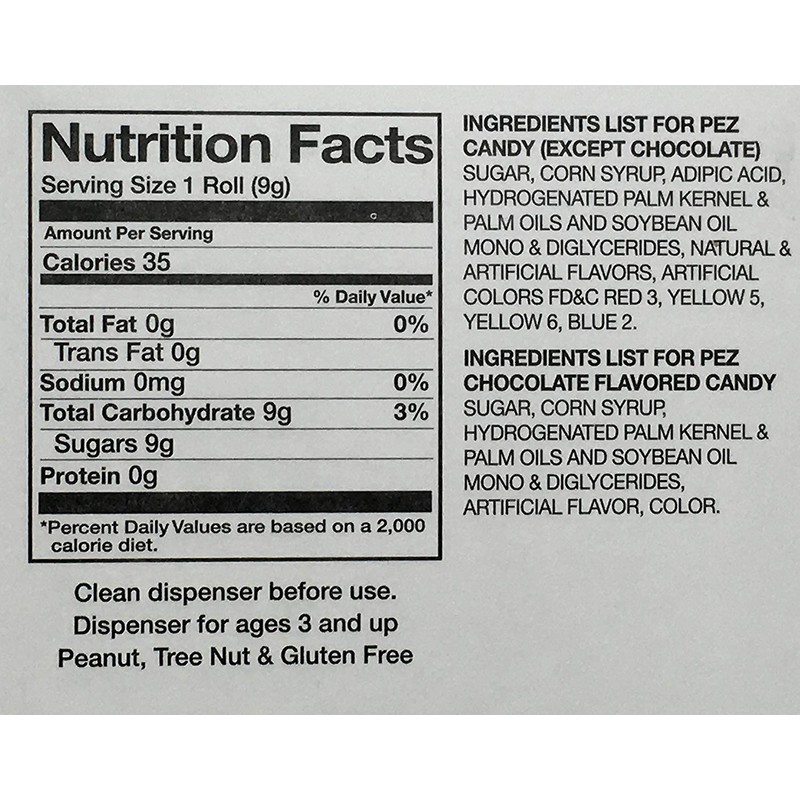 Nutrition Facts
Serving Size 1 Roll (9g)
Amount Per Serving
Calories 35
% Daily Value*
Total Fat 0g 0%
Trans Fat 0g
Sodium 0mg 0%
Total Carbohydrate 9g 3%
Sugars 9g
Protein 0g
*Percent Daily Values are based on a 2,000
calorie diet.
Clean dispenser before use.
Dispenser for ages 3 and up
Peanut, Tree Nut & Gluten Free
INGREDIENTS LIST FOR PEZ
CANDY (EXCEPT CHOCOLATE)
SUGAR, CORN SYRUP, ADIPIC ACID,
HYDROGENATED PALM KERNEL &
PALM OILS AND SOYBEAN OIL
MONO & DIGLYCERIDES, NATURAL &
ARTIFICIAL FLAVORS, ARTIFICIAL
COLORS FD&C RED 3, YELLOW 5,
YELLOW 6, BLUE 2.
INGREDIENTS LIST FOR PEZ
CHOCOLATE FLAVORED CANDY
SUGAR, CORN SYRUP,
HYDROGENATED PALM KERNEL &
PALM OILS AND SOYBEAN OIL
MONO & DIGLYCERIDES,
ARTIFICIAL FLAVOR, COLOR.